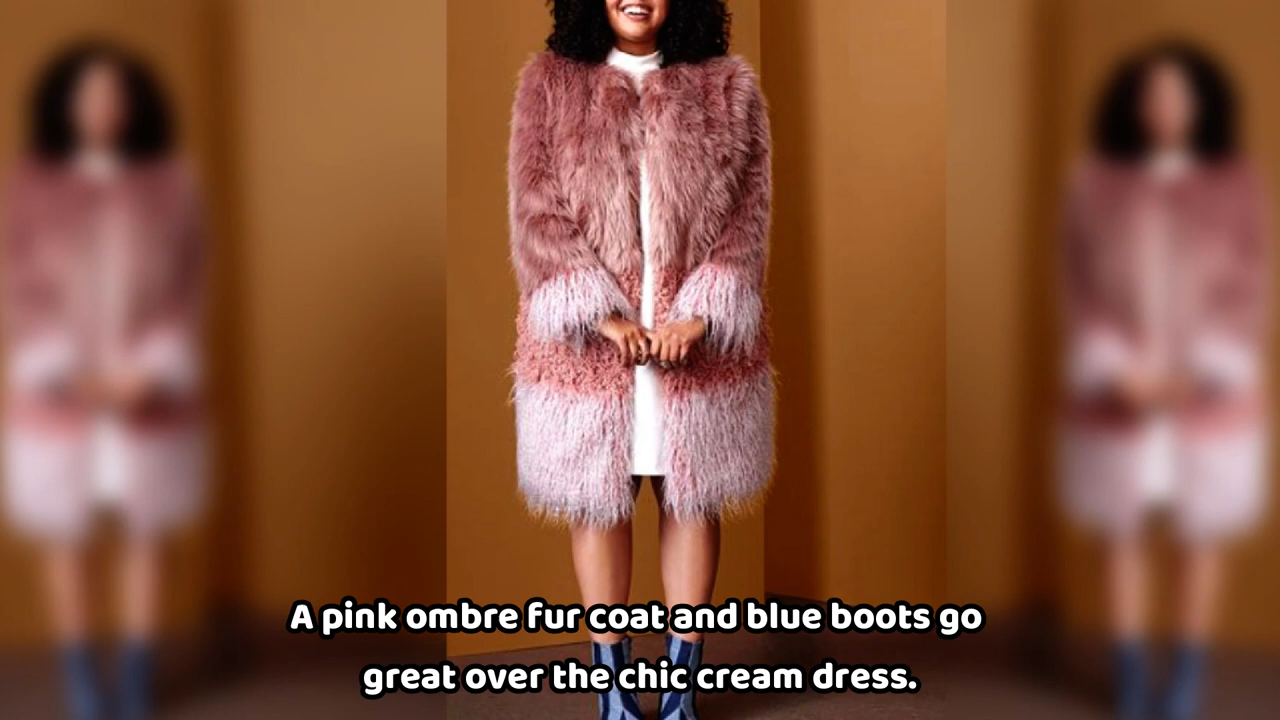 A pink ombre fur coat and blue boots go
great over the chic cream dress.